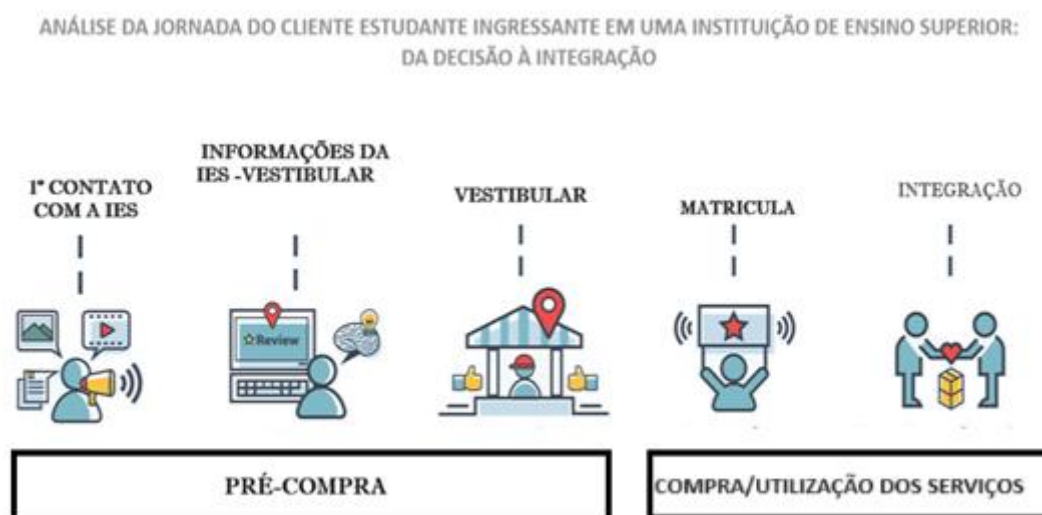 ANÁLISE DA JORNADA DO CLIENTE ESTUDANTE INGRESSANTE EM UMA INSTITUIÇÃO DE ENSINO SUPERIOR:
DA DECISÃO À INTEGRAÇÃO
1º CONTATO
COM A IES
INFORMAÇÕES DA
IES -VESTIBULAR
VESTIBULAR
MATRICULA
INTEGRAÇÃO
Review
PRÉ-COMPRA
COMPRA/UTILIZAÇÃO DOS SERVIÇOS